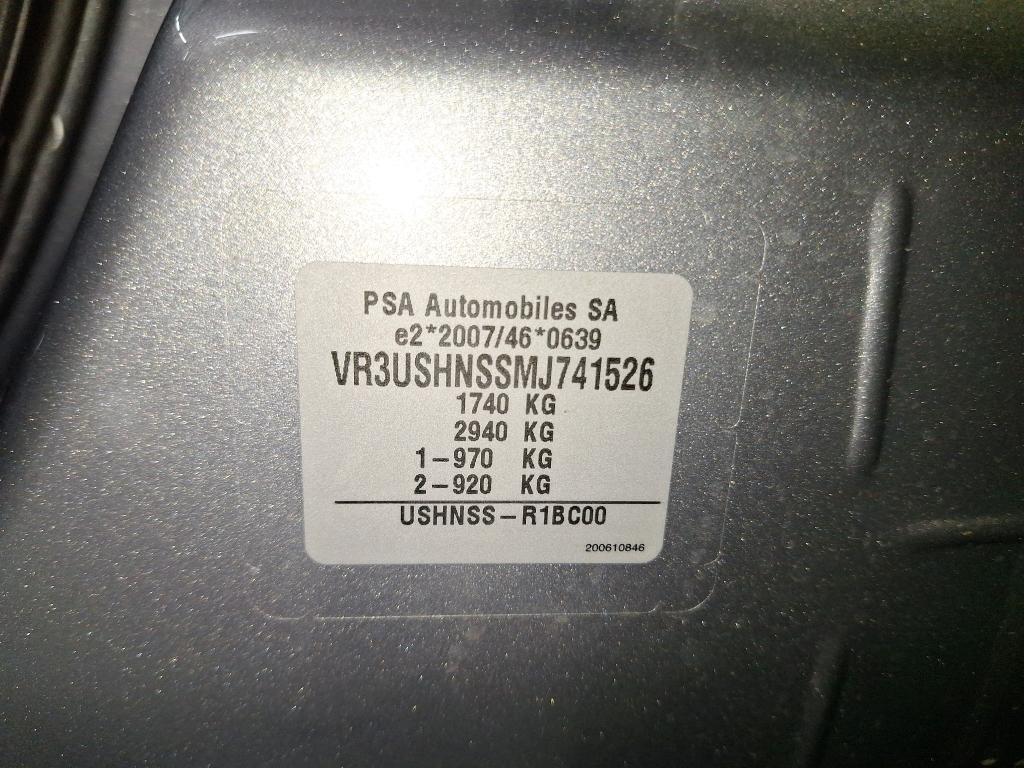 PSA Automobiles SA
e2*2007/46*0639
VR3USHNSSMJ741526
1740 KG
2940 KG
1-970 KG
2-920 KG
USHNSS-R1BC00
200610846